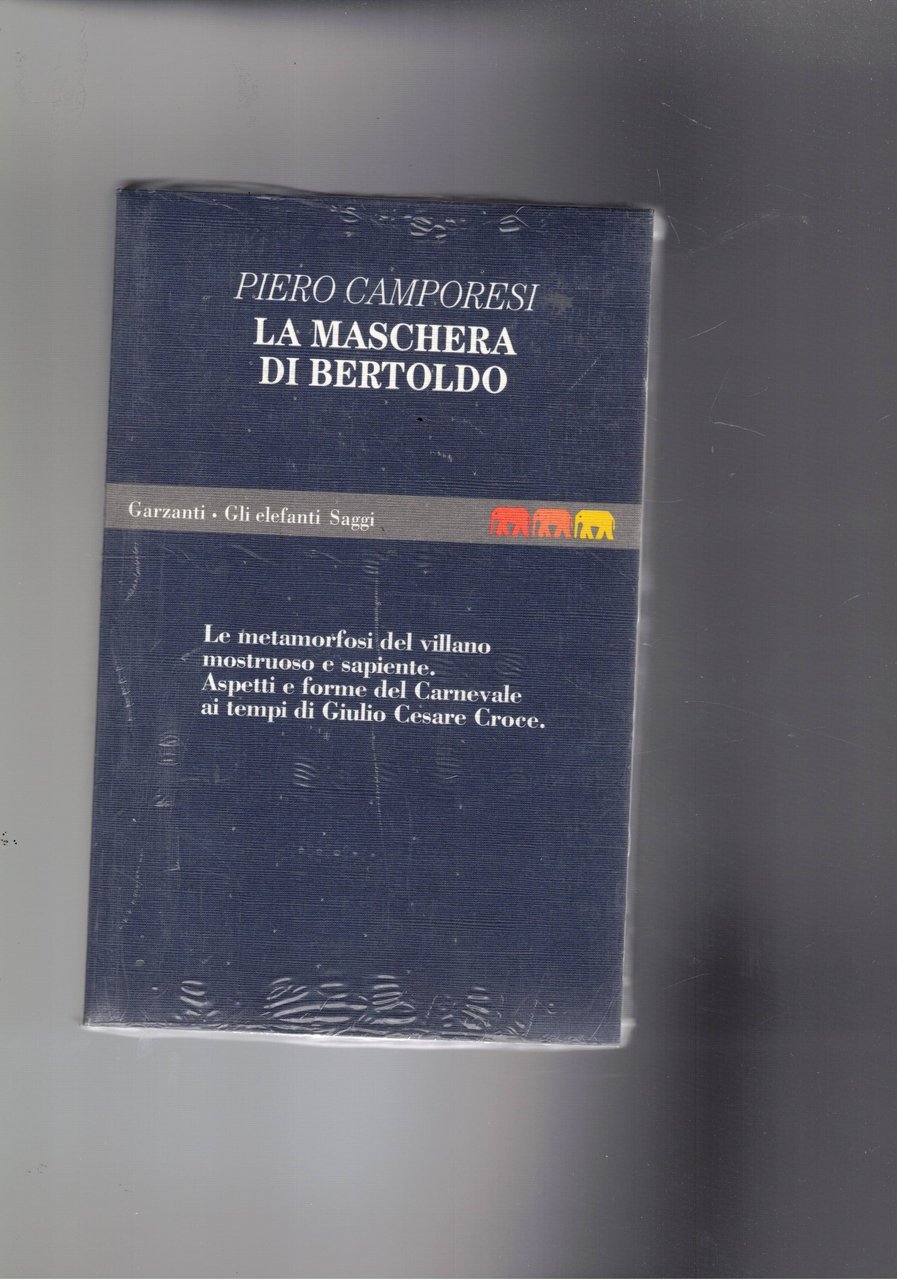 PIERO CAMPORESI
LA MASCHERA
DI BERTOLDO
Garzanti • Gli elefanti Saggi
Le metamorfosi del villano
mostruoso e sapiente.
Aspetti e forme del Carnevale
ai tempi di Giulio Cesare Croce.